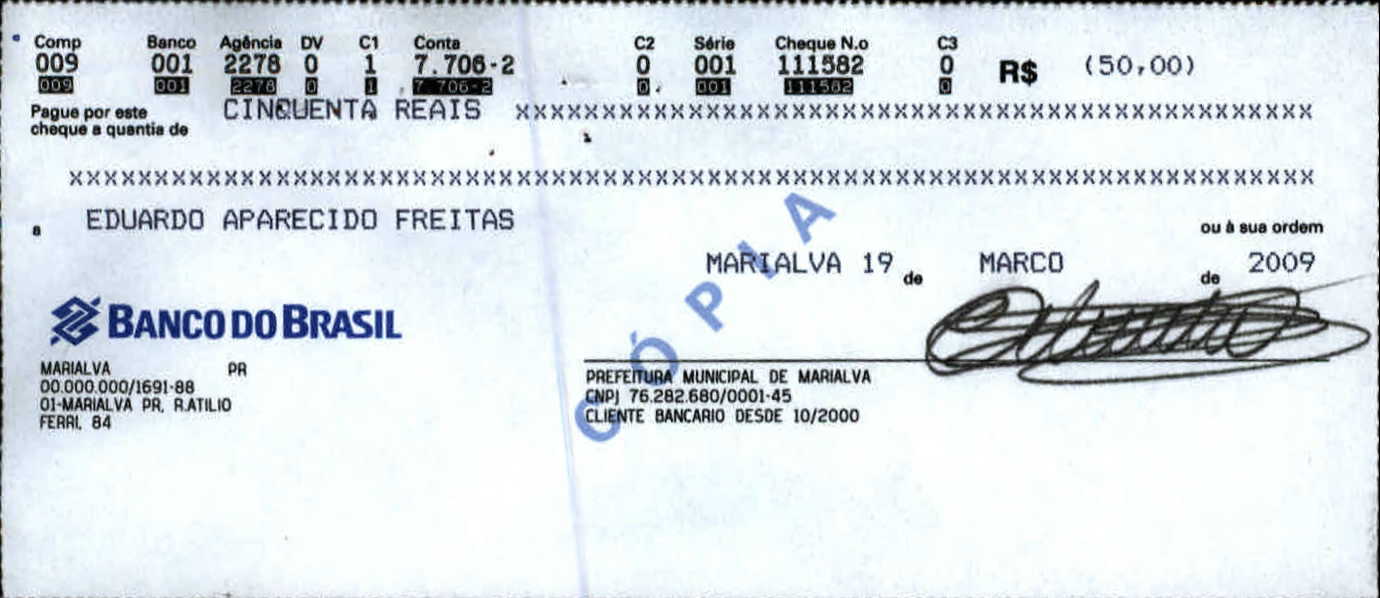 Comp Banco Agência DV C1 Conta C2 Série Cheque N.o C3
009 001 2278 0 1 7.706-2 0 001 111582 0 R$ (50,00)
009 001 2278 0 1 7 706-2 0 001 111582 0
Pague por este cheque a quantia de CINQUENTA REAIS xxxxxxxxxxxxxxxxxxxxxxxxxxxxxxxxxxxxxxxxxxxxxxx
xxxxxxxxxxxxxxxxxxxxxxxxxxxxxxxxxxxxxxxxxxxxxxxxxxxxxxxxxxxxxxxxxxxxxxxxx
a EDUARDO APARECIDO FREITAS ou à sua ordem
MARIALVA 19 de MARCO de 2009
CÓPIA
BANCO DO BRASIL
MARIALVA PR
00.000.000/1691-88
01-MARIALVA PR, R.ATILIO
FERRI, 84
PREFEITURA MUNICIPAL DE MARIALVA
CNPJ 76.282.680/0001-45
CLIENTE BANCARIO DESDE 10/2000